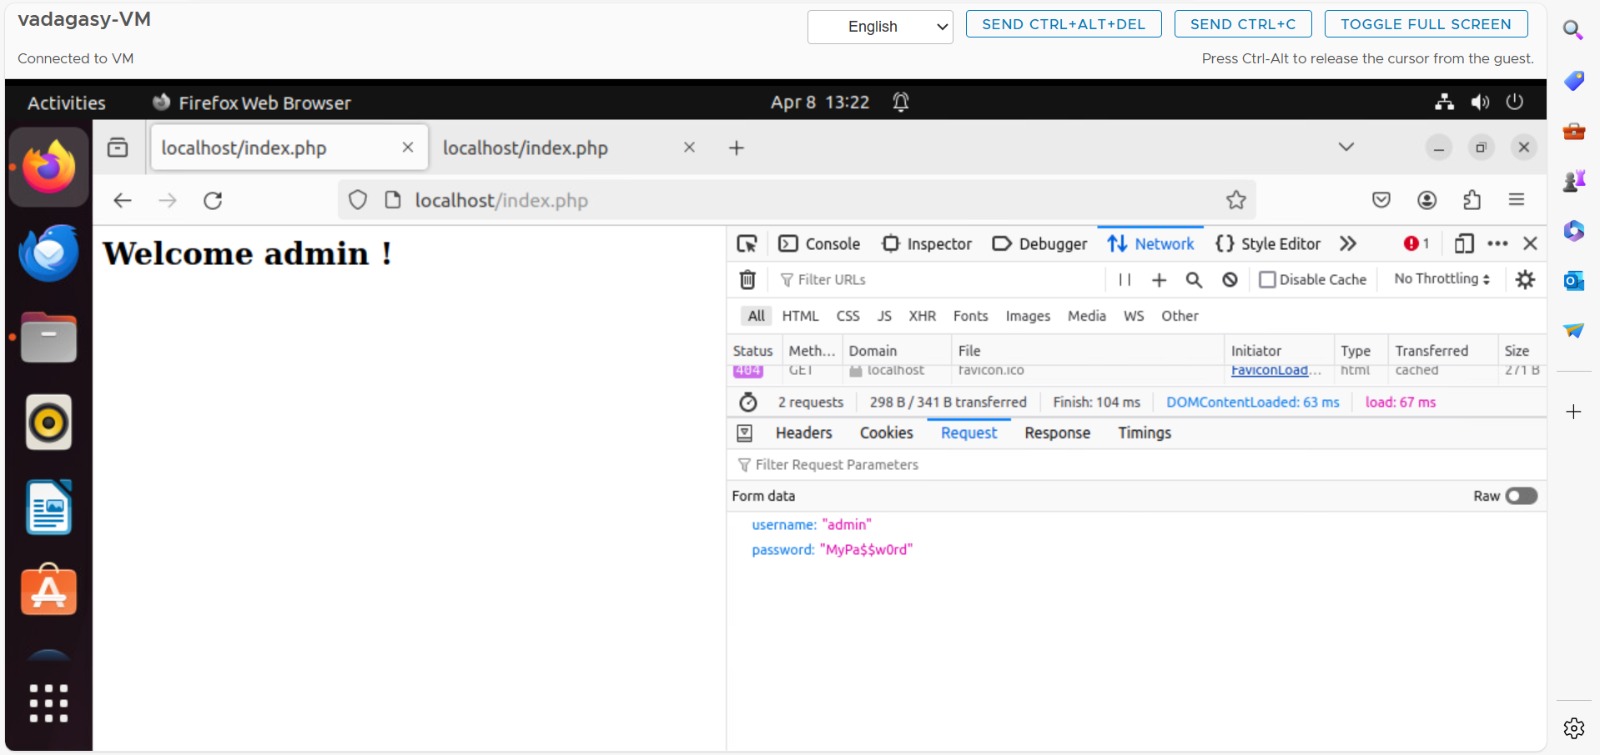 vadagasy-VM
English
SEND CTRL+ALT+DEL
SEND CTRL+C
TOGGLE FULL SCREEN
Connected to VM
Press Ctrl-Alt to release the cursor from the guest.
Activities
Firefox Web Browser
Apr 8 13:22
localhost/index.php
localhost/index.php
localhost/index.php
Welcome admin !
Console
Inspector
Debugger
Network
Style Editor
1
Filter URLs
Disable Cache
No Throttling
All HTML CSS JS XHR Fonts Images Media WS Other
Status Meth... Domain File Initiator Type Transferred Size
404 GET localhost favicon.ico FaviconLoad... html cached 271 B
2 requests 298 B / 341 B transferred Finish: 104 ms DOMContentLoaded: 63 ms load: 67 ms
Headers Cookies Request Response Timings
Filter Request Parameters
Form data Raw
username: "admin"
password: "MyPa$$w0rd"